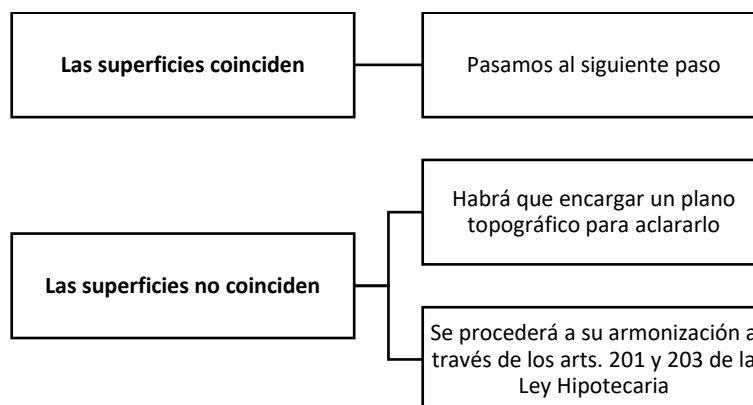 Las superficies coinciden
Pasamos al siguiente paso
Habrá que encargar un plano
topográfico para aclararlo
Las superficies no coinciden
Se procederá a su armonización a
través de los arts. 201 y 203 de la
Ley Hipotecaria